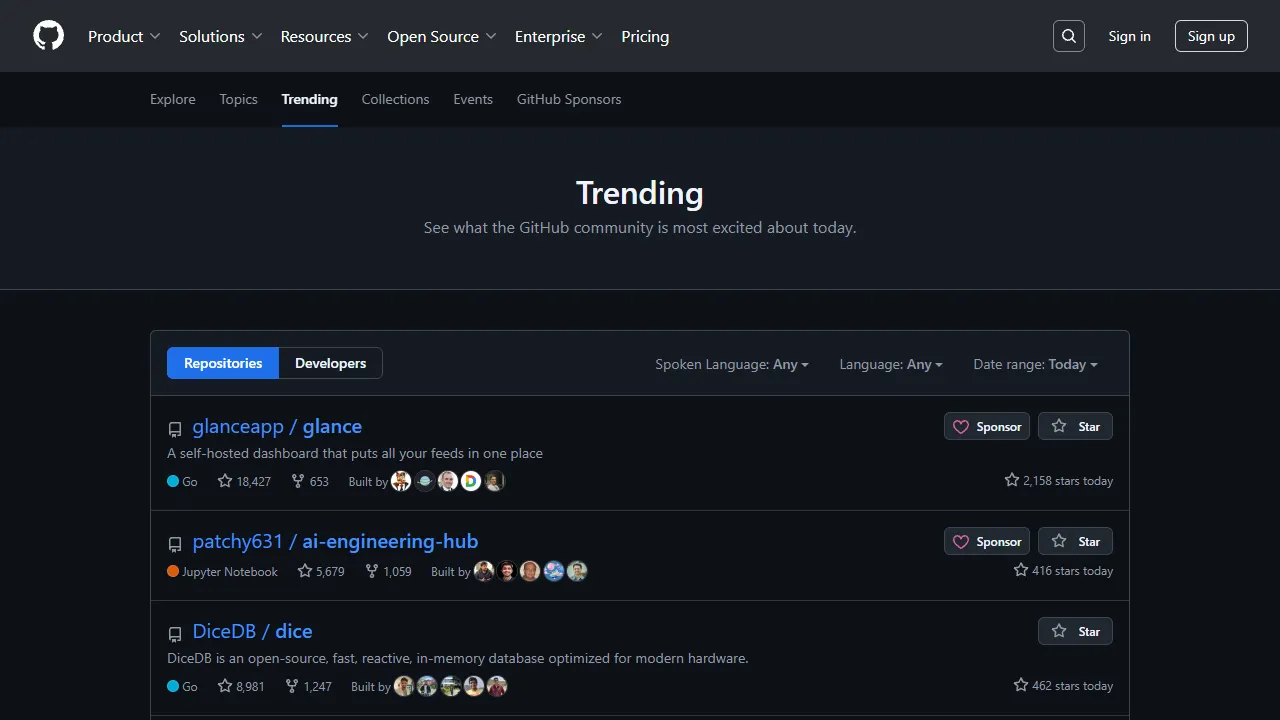 Product Solutions Resources Open Source Enterprise Pricing Sign in Sign up
Explore Topics Trending Collections Events GitHub Sponsors
Trending
See what the GitHub community is most excited about today.
Repositories Developers Spoken Language: Any Language: Any Date range: Today
glanceapp / glance Sponsor Star
A self-hosted dashboard that puts all your feeds in one place
Go 18,427 653 Built by 2,158 stars today
patchy631 / ai-engineering-hub Sponsor Star
Jupyter Notebook 5,679 1,059 Built by 416 stars today
DiceDB / dice Star
DiceDB is an open-source, fast, reactive, in-memory database optimized for modern hardware.
Go 8,981 1,247 Built by 462 stars today